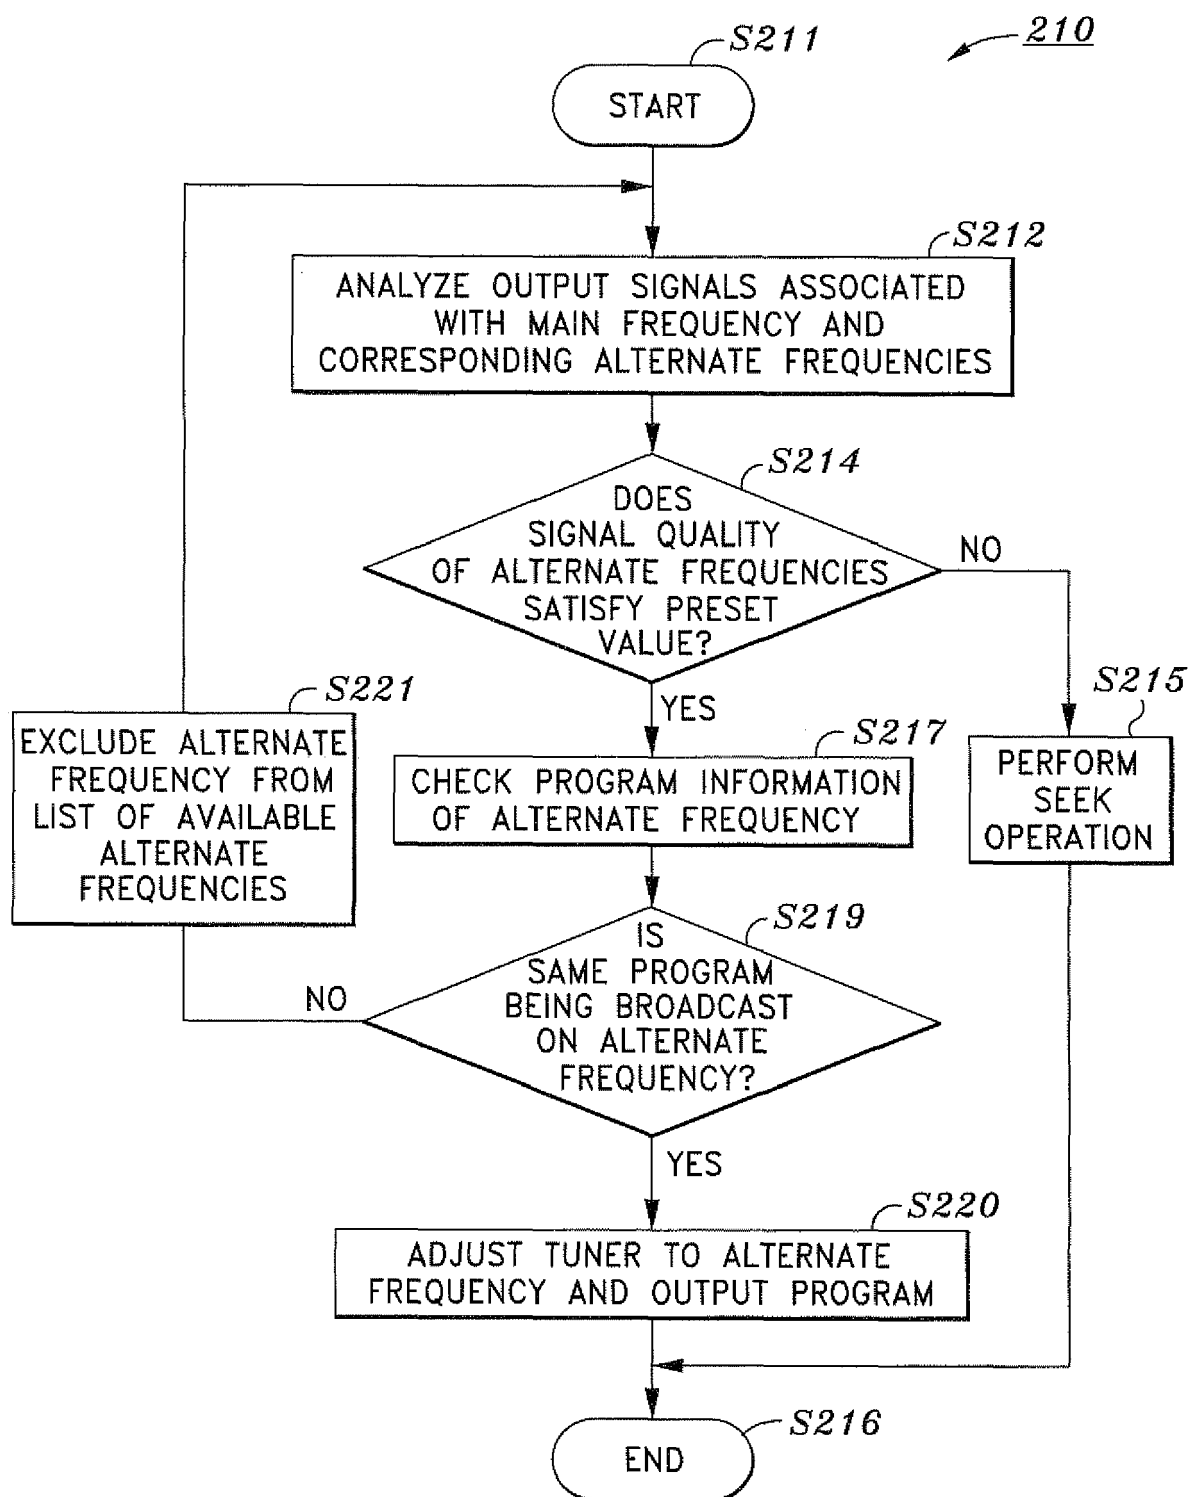 210
S211
START
S212
ANALYZE OUTPUT SIGNALS ASSOCIATED
WITH MAIN FREQUENCY AND
CORRESPONDING ALTERNATE FREQUENCIES
S214
DOES
SIGNAL QUALITY
OF ALTERNATE FREQUENCIES
SATISFY PRESET
VALUE?
NO
YES
S215
PERFORM
SEEK
OPERATION
S221
EXCLUDE ALTERNATE
FREQUENCY FROM
LIST OF AVAILABLE
ALTERNATE
FREQUENCIES
S217
CHECK PROGRAM INFORMATION
OF ALTERNATE FREQUENCY
S219
IS
SAME PROGRAM
BEING BROADCAST
ON ALTERNATE
FREQUENCY?
NO
YES
S220
ADJUST TUNER TO ALTERNATE
FREQUENCY AND OUTPUT PROGRAM
S216
END